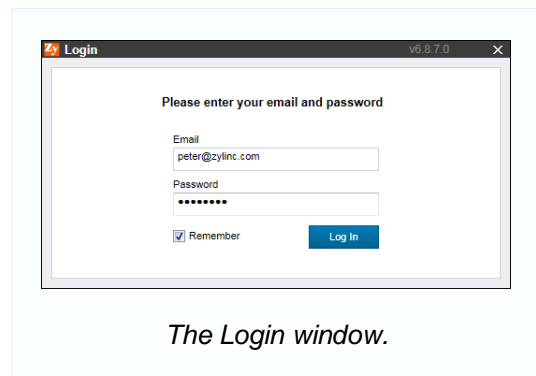 Zy Login v6.8.7.0
Please enter your email and password
Email
peter@zylinc.com
Password
••••••••
Remember Log In
The Login window.